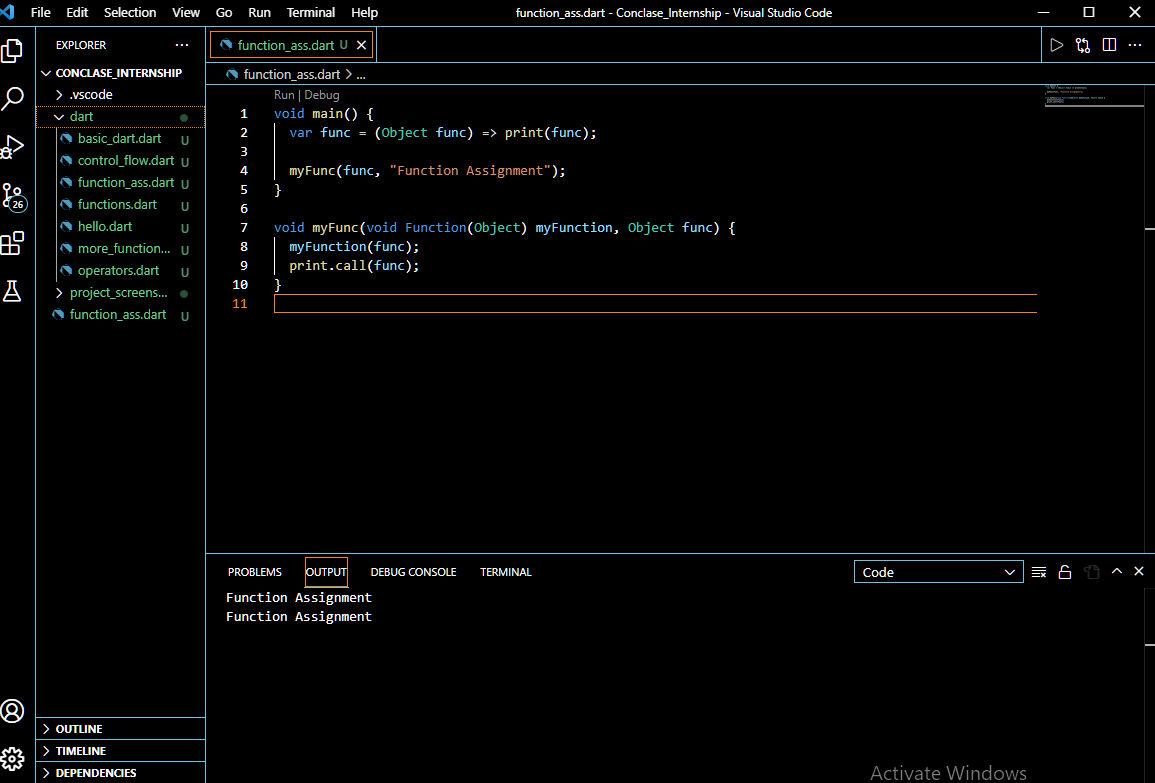 File Edit Selection View Go Run Terminal Help
function_ass.dart - Conclase_Internship - Visual Studio Code
EXPLORER
CONCLASE_INTERNSHIP
.vscode
dart
basic_dart.dart U
control_flow.dart U
function_ass.dart U
functions.dart U
hello.dart U
more_function... U
operators.dart U
project_screens...
function_ass.dart U
26
OUTLINE
TIMELINE
DEPENDENCIES
function_ass.dart U
function_ass.dart > ...
Run | Debug
1 void main() {
2 var func = (Object func) => print(func);
3
4 myFunc(func, "Function Assignment");
5 }
6
7 void myFunc(void Function(Object) myFunction, Object func) {
8 myFunction(func);
9 print.call(func);
10 }
11
PROBLEMS OUTPUT DEBUG CONSOLE TERMINAL
Code
Function Assignment
Function Assignment
Activate Windows